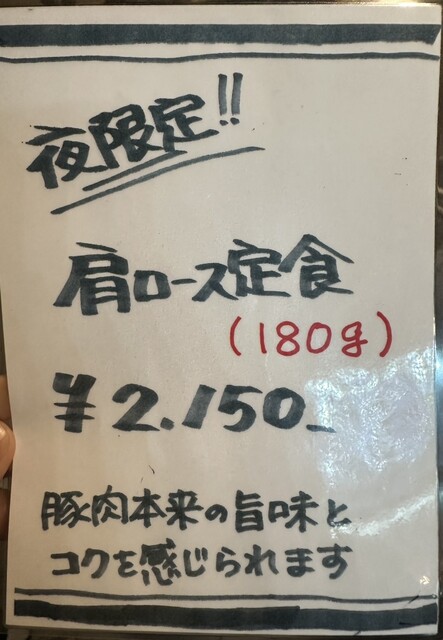 夜限定!!
肩ロース定食
(180g)
¥2.150_
豚肉本来の旨味と
コクを感じられます